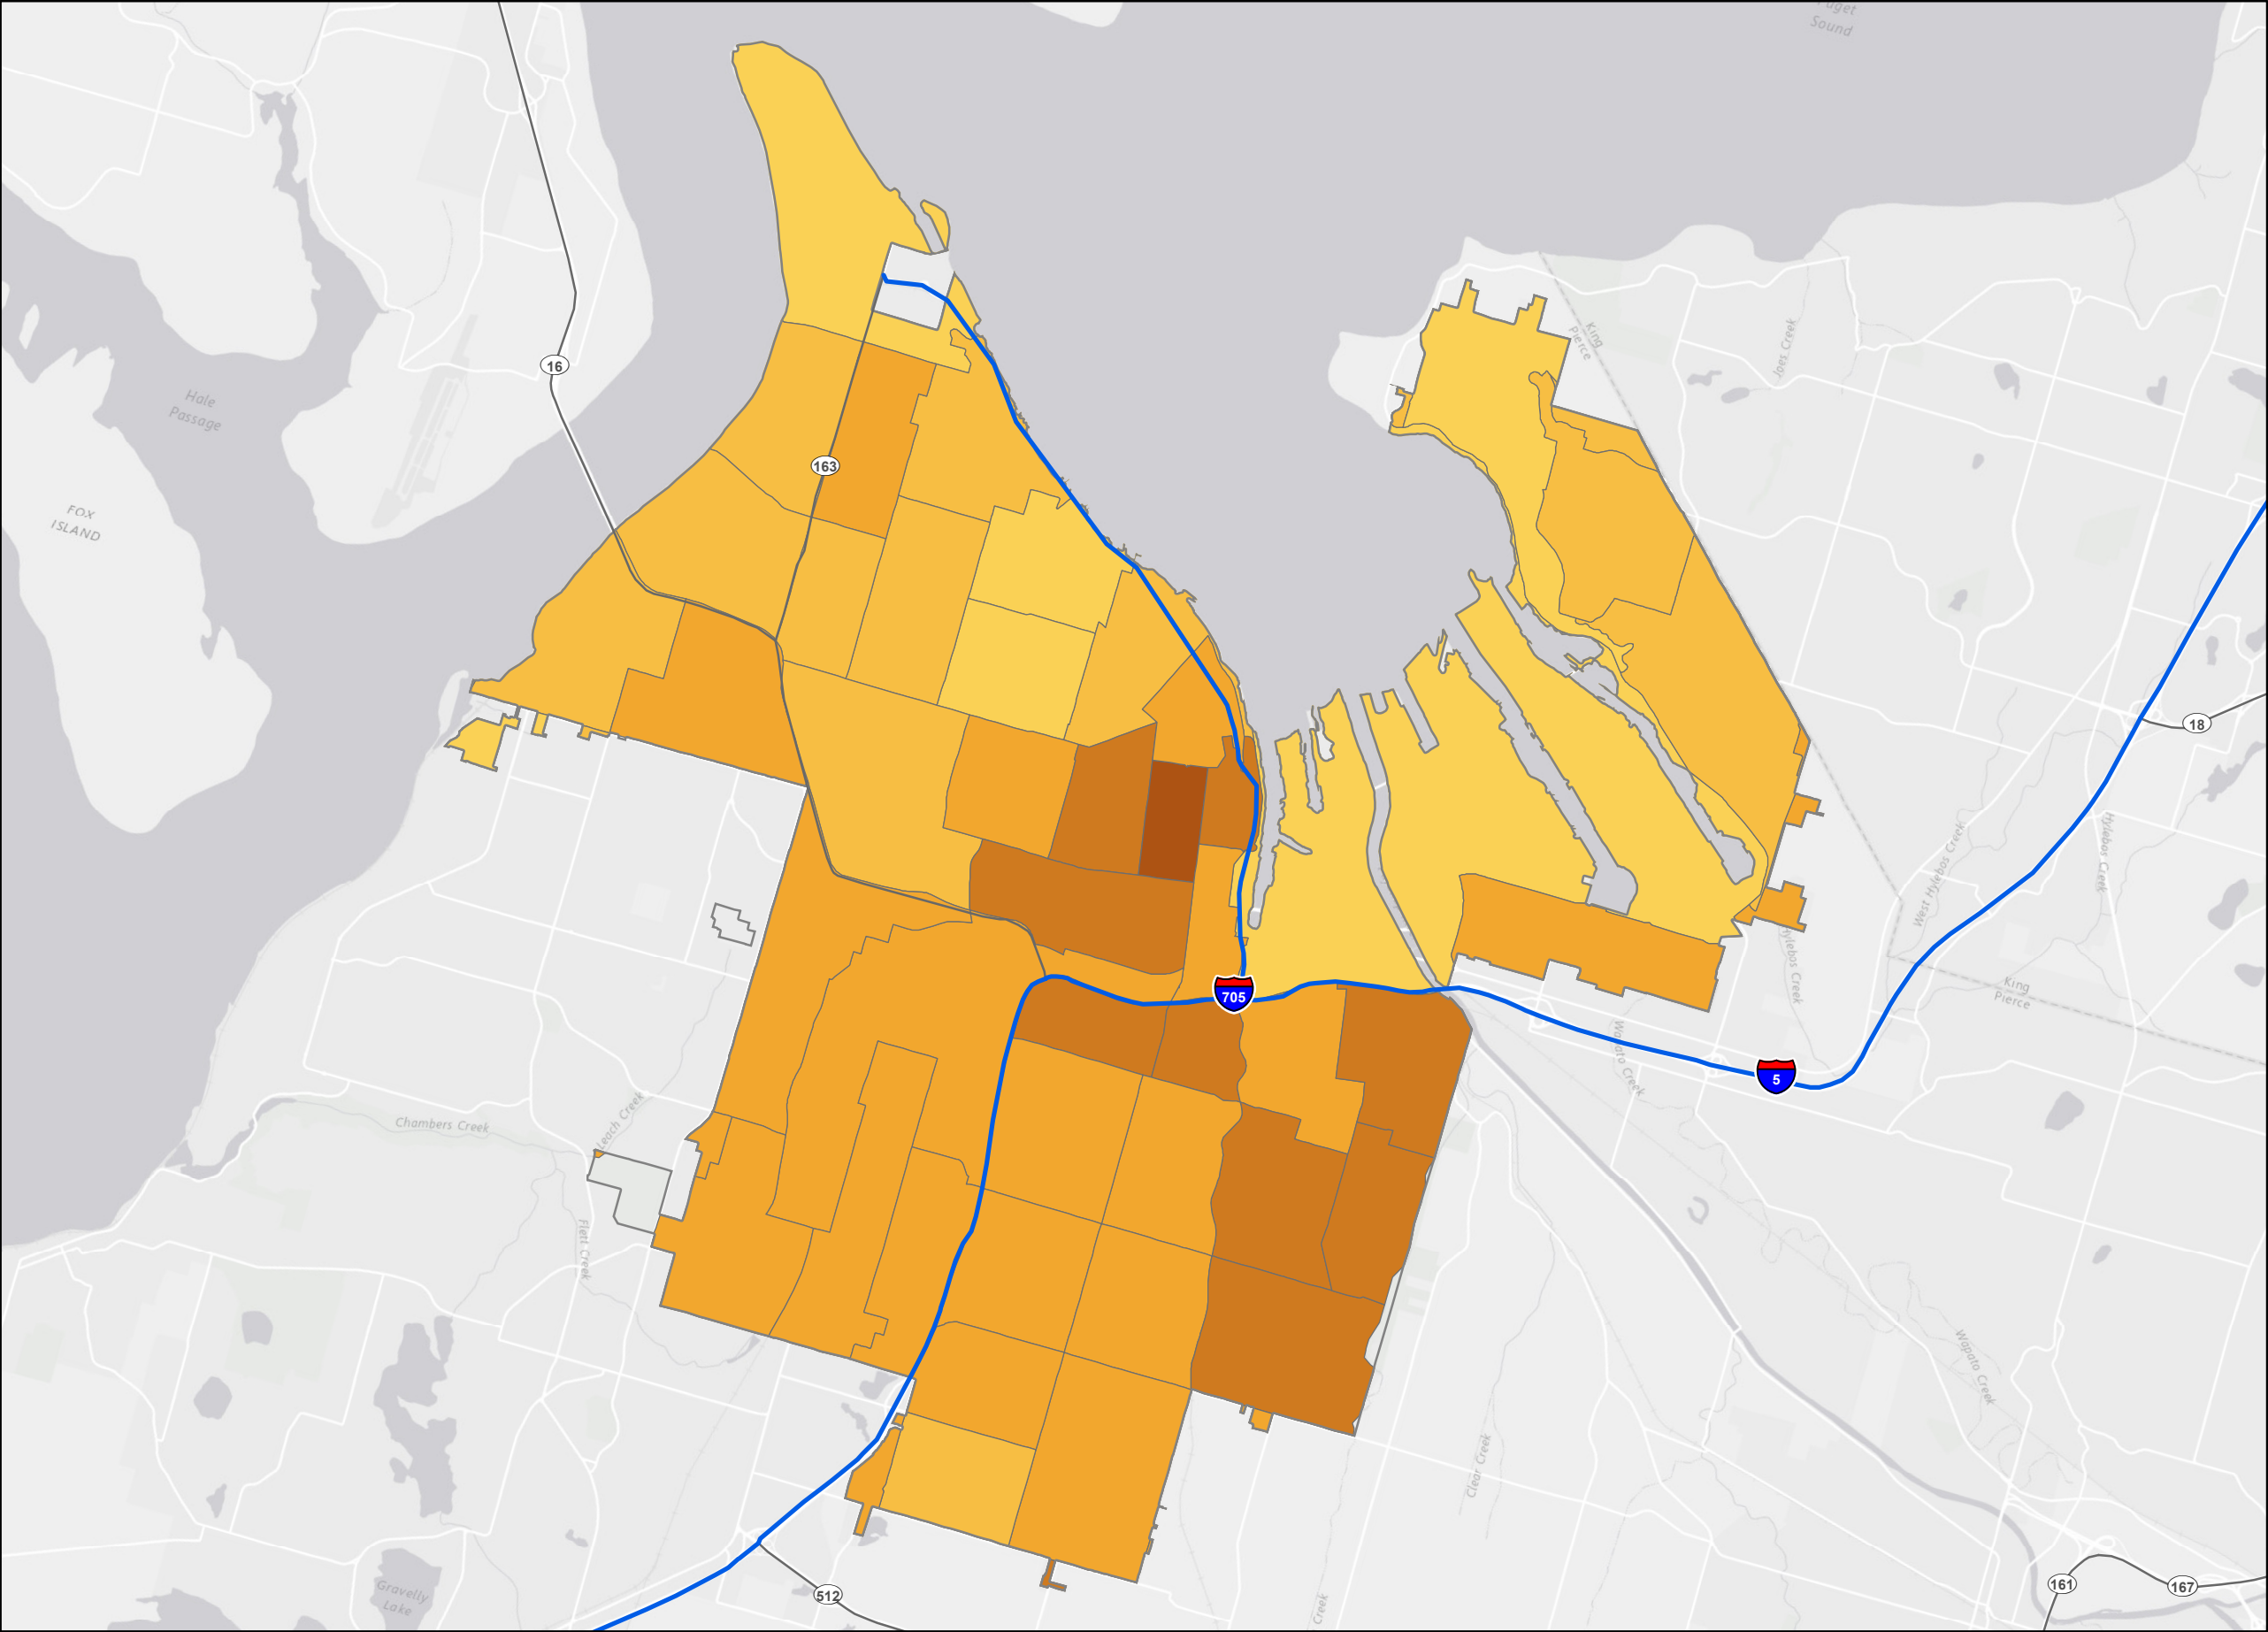 Sound
Hale
Passage
FOX
ISLAND
16
163
King
Pierce
Joes Creek
18
West Hylebos Creek
Hylebos Creek
Hylebos Creek
King
Pierce
705
5
Wapato Creek
Chambers Creek
Leach Creek
Flett Creek
Wapato Creek
Clear Creek
Creek
Gravelly
Lake
512
161
167